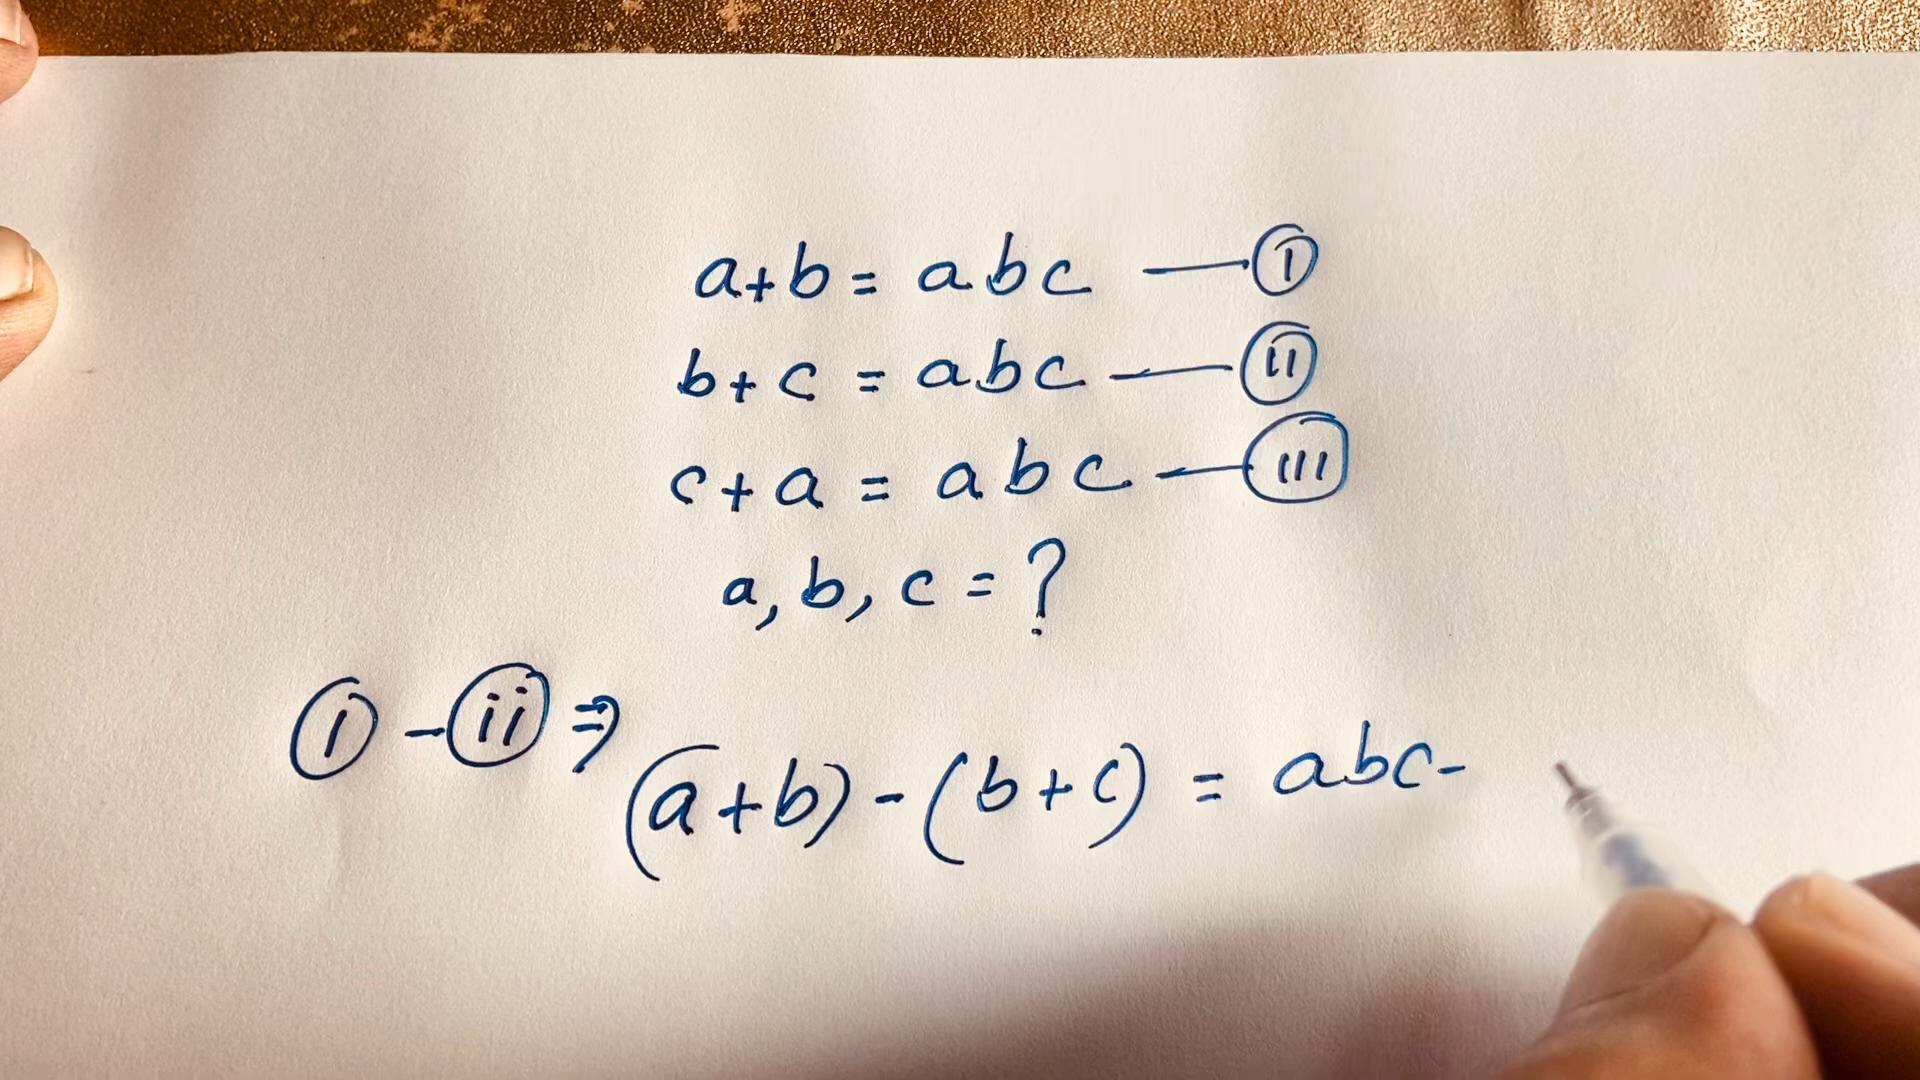 a+b = abc — (i)
b+c = abc — (ii)
c+a = abc — (iii)
a, b, c = ?
(i) - (ii) ⇒ (a+b) - (b+c) = abc-